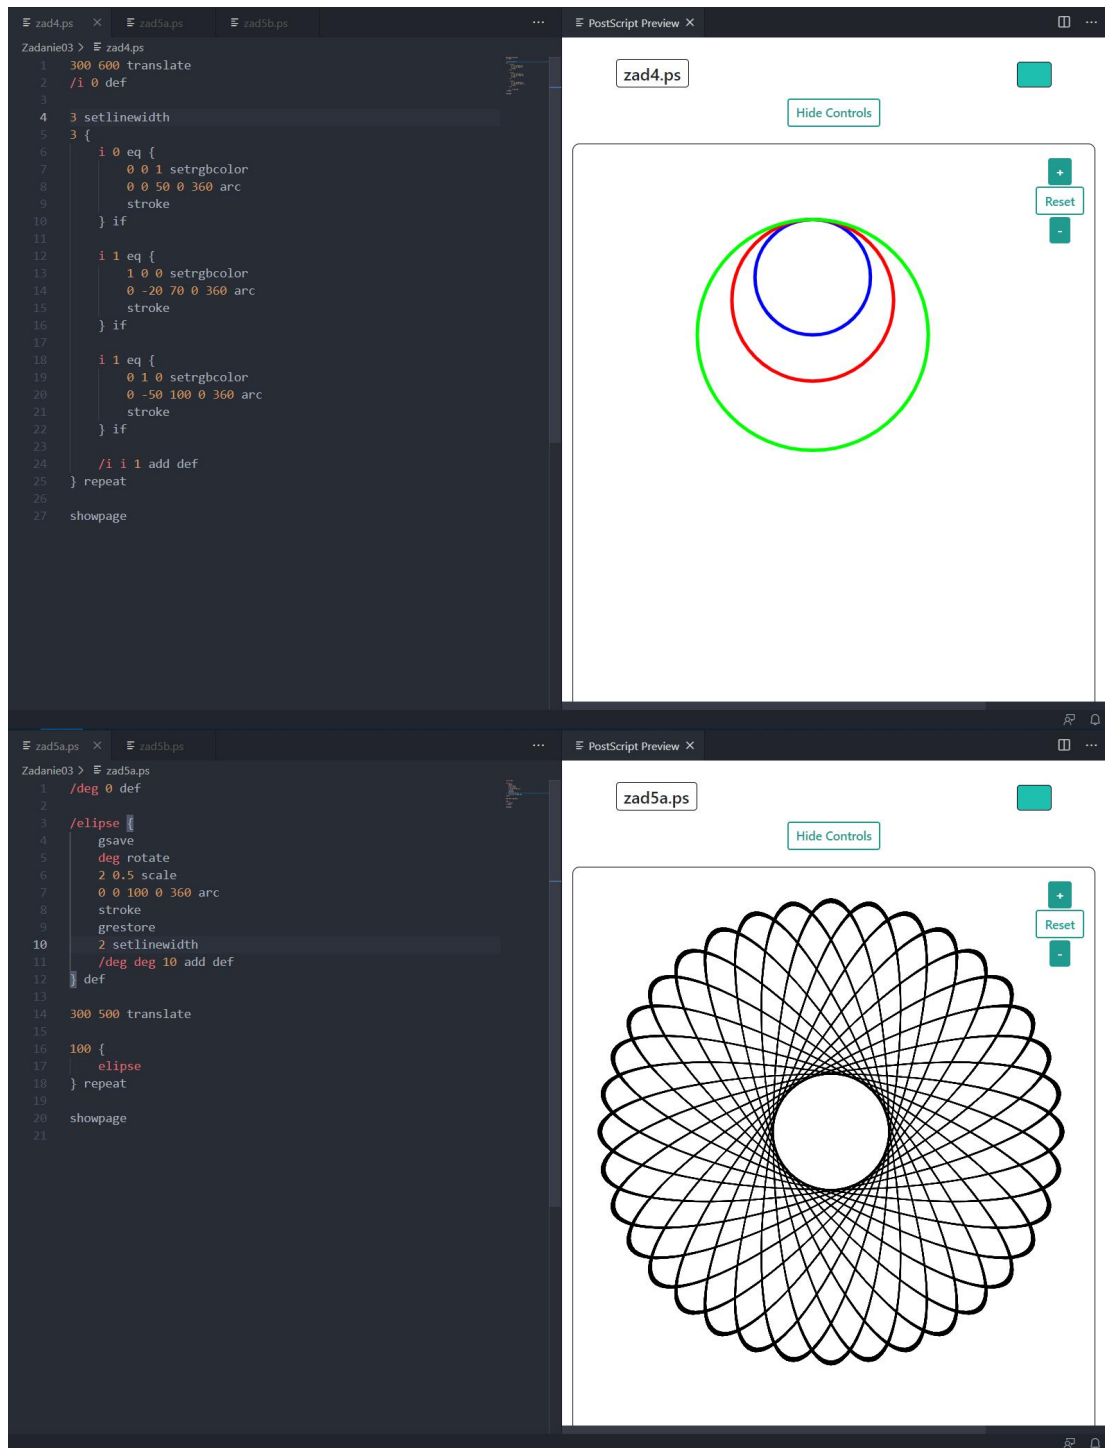 zad4.ps × zad5a.ps zad5b.ps ...
Zadanie03 > zad4.ps
1 300 600 translate
2 /i 0 def
3
4 3 setlinewidth
5 3 {
6 i 0 eq {
7 0 0 1 setrgbcolor
8 0 0 50 0 360 arc
9 stroke
10 } if
11
12 i 1 eq {
13 1 0 0 setrgbcolor
14 0 -20 70 0 360 arc
15 stroke
16 } if
17
18 i 1 eq {
19 0 1 0 setrgbcolor
20 0 -50 100 0 360 arc
21 stroke
22 } if
23
24 /i i 1 add def
25 } repeat
26
27 showpage
PostScript Preview × ...
zad4.ps
Hide Controls
+
Reset
-
zad5a.ps × zad5b.ps ...
Zadanie03 > zad5a.ps
1 /deg 0 def
2
3 /elipse {
4 gsave
5 deg rotate
6 2 0.5 scale
7 0 0 100 0 360 arc
8 stroke
9 grestore
10 2 setlinewidth
11 /deg deg 10 add def
12 } def
13
14 300 500 translate
15
16 100 {
17 elipse
18 } repeat
19
20 showpage
21
PostScript Preview × ...
zad5a.ps
Hide Controls
+
Reset
-